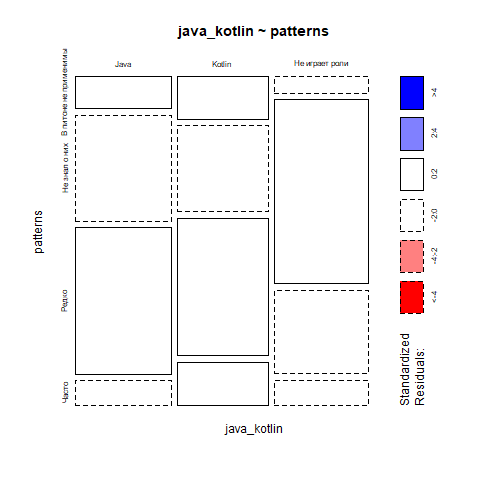 java_kotlin ~ patterns
Java
Kotlin
Не играет роли
В питоне не применимы
Не знал о них
Редко
Часто
patterns
java_kotlin
>4
2:4
0:2
-2:0
-4:-2
<-4
Standardized
Residuals: